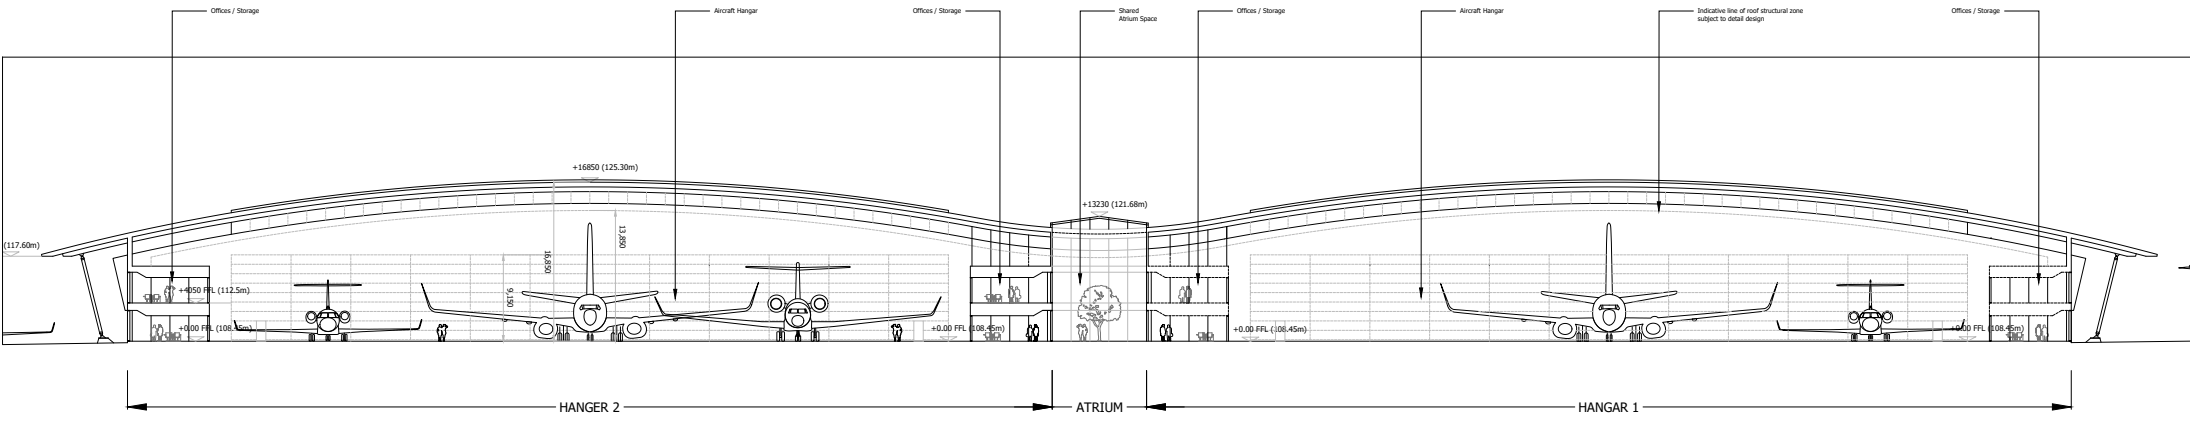 Offices / Storage
Aircraft Hangar
Offices / Storage
Shared
Atrium Space
Offices / Storage
Aircraft Hangar
Indicative line of roof structural zone
subject to detail design
Offices / Storage
+16850 (125.30m)
+13230 (121.68m)
(117.60m)
13,850
16,850
9,150
+4050 FFL (112.5m)
+0.00 FFL (108.45m)
+0.00 FFL (108.45m)
+0.00 FFL (108.45m)
+0.00 FFL (108.45m)
HANGER 2
ATRIUM
HANGAR 1